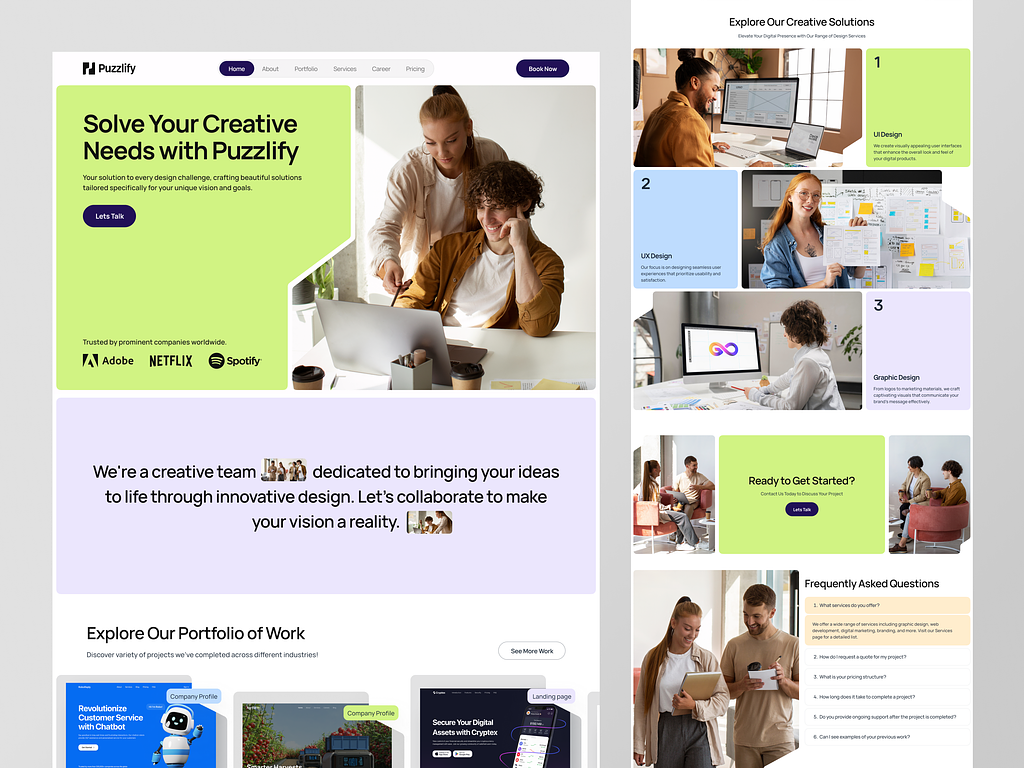 Puzzlify
Home About Portfolio Services Career Pricing
Book Now
Solve Your Creative
Needs with Puzzlify
Your solution to every design challenge, crafting beautiful solutions
tailored specifically for your unique vision and goals.
Lets Talk
Trusted by prominent companies worldwide.
Adobe NETFLIX Spotify
We're a creative team dedicated to bringing your ideas
to life through innovative design. Let's collaborate to make
your vision a reality.
Explore Our Portfolio of Work
Discover variety of projects we've completed across different industries!
See More Work
Company Profile
Revolutionize
Customer Service
with Chatbot
Company Profile
Smarter Harvests
Landing page
Cryptex
Secure Your Digital
Assets with Cryptex
Explore Our Creative Solutions
Elevate Your Digital Presence with Our Range of Design Services
1
UI Design
We create visually appealing user interfaces
that enhance the overall look and feel of
your digital products.
2
UX Design
Our focus is on designing seamless user
experiences that prioritize usability and
satisfaction.
3
Graphic Design
From logos to marketing materials, we craft
captivating visuals that communicate your
brand's message effectively.
Ready to Get Started?
Contact Us Today to Discuss Your Project
Lets Talk
Frequently Asked Questions
1. What services do you offer?
We offer a wide range of services including graphic design, web
development, digital marketing, branding, and more. Visit our Services
page for a detailed list.
2. How do I request a quote for my project?
3. What is your pricing structure?
4. How long does it take to complete a project?
5. Do you provide ongoing support after the project is completed?
6. Can I see examples of your previous work?